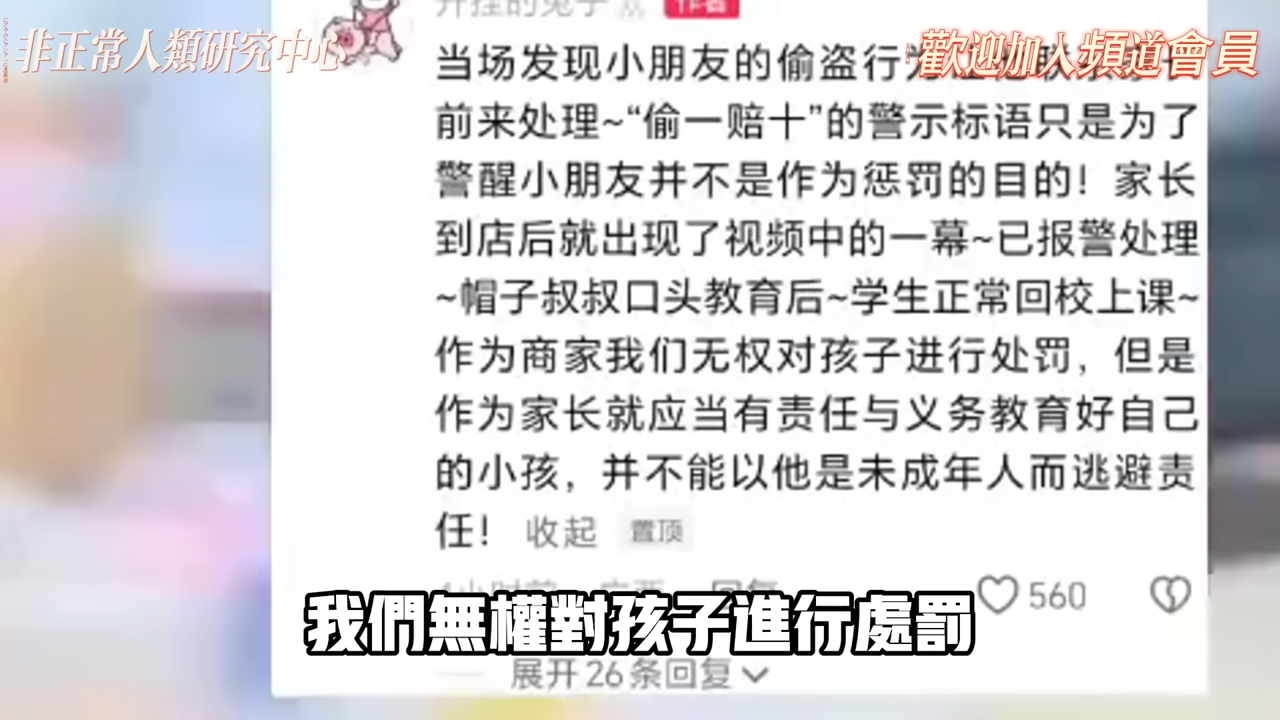 非正常人類研究中心
歡迎加入頻道會員
作者
当场发现小朋友的偷盗行为
前来处理~“偷一赔十”的警示标语只是为了
警醒小朋友并不是作为惩罚的目的！家长
到店后就出现了视频中的一幕~已报警处理
~帽子叔叔口头教育后~学生正常回校上课~
作为商家我们无权对孩子进行处罚，但是
作为家长就应当有责任与义务教育好自己
的小孩，并不能以他是未成年人而逃避责
任！ 收起 置顶
560
我們無權對孩子進行處罰
展开26条回复